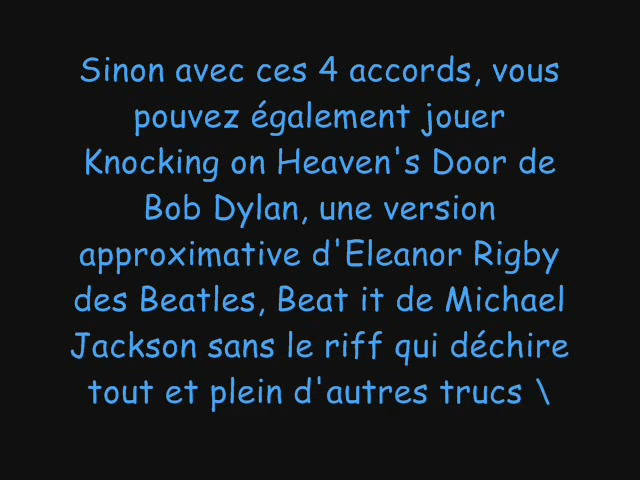 Sinon avec ces 4 accords, vous
pouvez également jouer
Knocking on Heaven's Door de
Bob Dylan, une version
approximative d'Eleanor Rigby
des Beatles, Beat it de Michael
Jackson sans le riff qui déchire
tout et plein d'autres trucs \